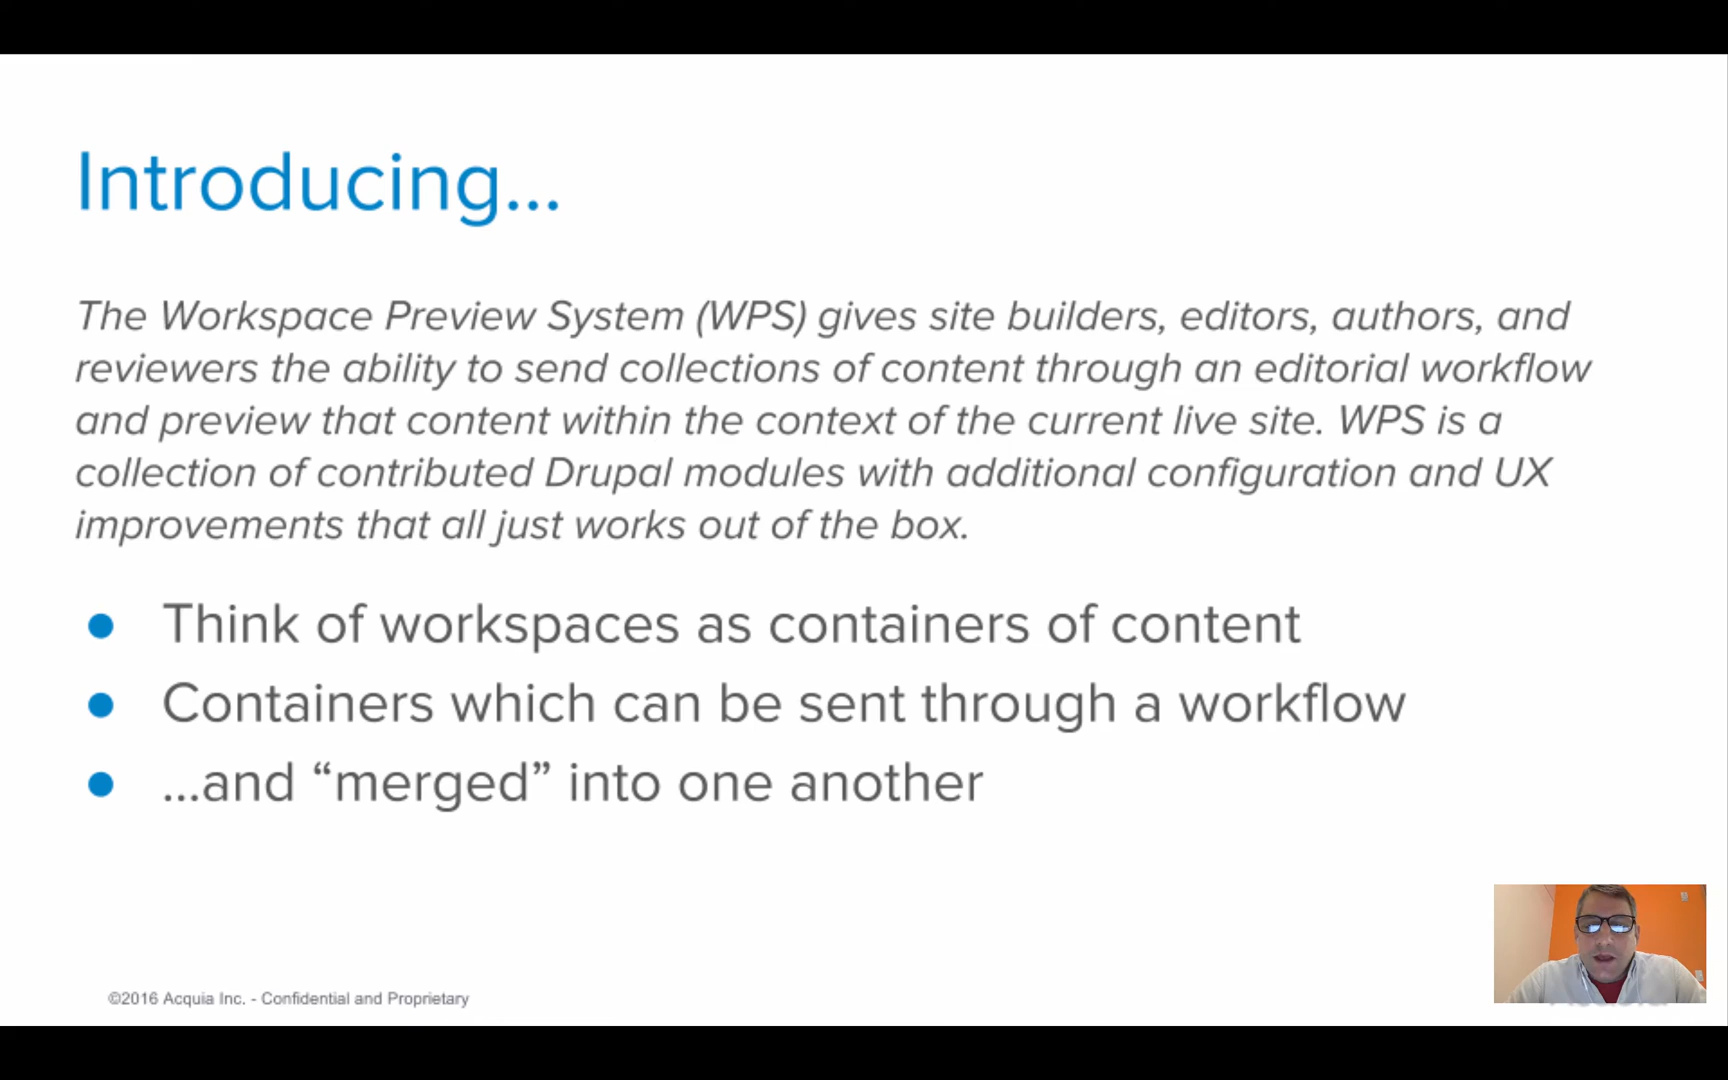 Introducing...
The Workspace Preview System (WPS) gives site builders, editors, authors, and
reviewers the ability to send collections of content through an editorial workflow
and preview that content within the context of the current live site. WPS is a
collection of contributed Drupal modules with additional configuration and UX
improvements that all just works out of the box.
● Think of workspaces as containers of content
● Containers which can be sent through a workflow
● ...and “merged” into one another
©2016 Acquia Inc. - Confidential and Proprietary